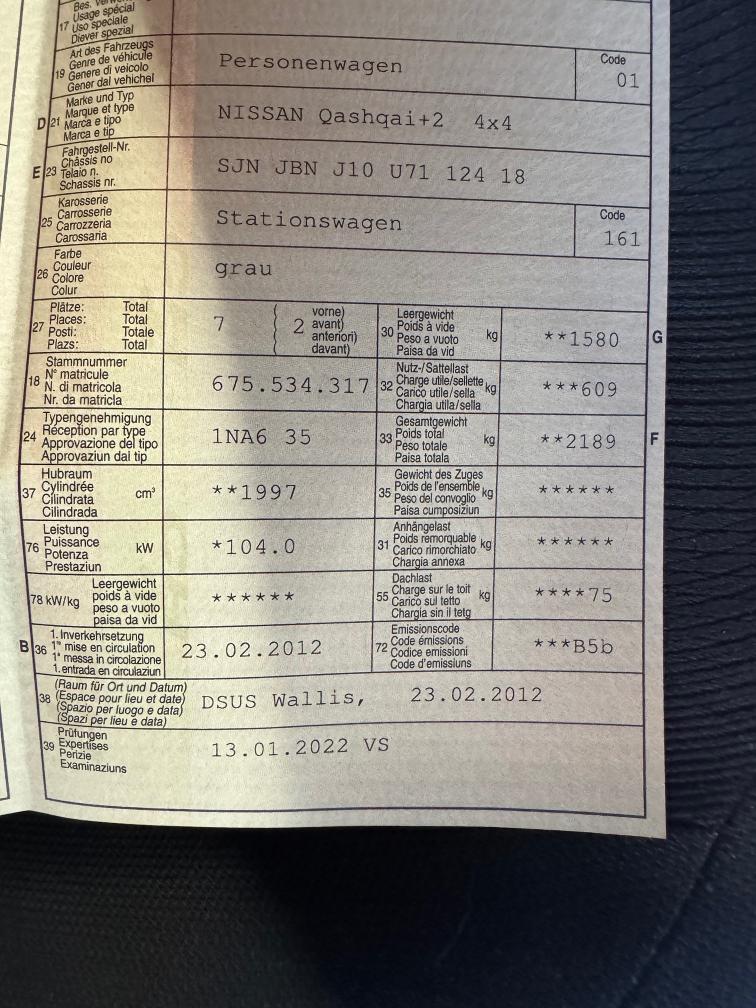 Bes.
17 Usage spécial
Uso speciale
Diever spezial
Art des Fahrzeugs
Genre de véhicule
19 Genere di veicolo
Gener dal vehichel
Personenwagen
Code
01
Marke und Typ
D 21 Marque et type
Marca e tipo
Marca e tip
NISSAN Qashqai+2 4x4
Fahrgestell-Nr.
Châssis no
E 23 Telaio n.
Schassis nr.
SJN JBN J10 U71 124 18
Karosserie
25 Carrosserie
Carrozzeria
Carossaria
Stationswagen
Code
161
Farbe
26 Couleur
Colore
Colur
grau
Plätze: Total
27 Places: Total
Posti: Totale
Plazs: Total
7 ( 2 vorne)
avant)
anteriori)
davant)
Leergewicht
30 Poids à vide kg
Peso a vuoto
Paisa da vid
**1580 G
Stammnummer
18 N° matricule
N. di matricola
Nr. da matricla
675.534.317
Nutz-/Sattellast
32 Charge utile/sellette kg
Carico utile/sella
Chargia utila/sella
***609
Typengenehmigung
24 Réception par type
Approvazione del tipo
Approvaziun dal tip
1NA6 35
Gesamtgewicht
33 Poids total kg
Peso totale
Paisa totala
**2189 F
Hubraum
37 Cylindrée cm³
Cilindrata
Cilindrada
**1997
Gewicht des Zuges
35 Poids de l'ensemble kg
Peso del convoglio
Paisa cumposiziun
******
Leistung
76 Puissance kW
Potenza
Prestaziun
*104.0
Anhängelast
31 Poids remorquable kg
Carico rimorchiato
Chargia annexa
******
Leergewicht
78 kW/kg poids à vide
peso a vuoto
paisa da vid
******
Dachlast
55 Charge sur le toit kg
Carico sul tetto
Chargia sin il tetg
****75
1. Inverkehrsetzung
B 36 1re mise en circulation
1a messa in circolazione
1. entrada en circulaziun
23.02.2012
Emissionscode
72 Code émissions
Codice emissioni
Code d'emissiuns
***B5b
(Raum für Ort und Datum)
38 (Espace pour lieu et date)
(Spazio per luogo e data)
(Spazi per lieu e data)
DSUS Wallis, 23.02.2012
Prüfungen
39 Expertises
Perizie
Examinaziuns
13.01.2022 VS